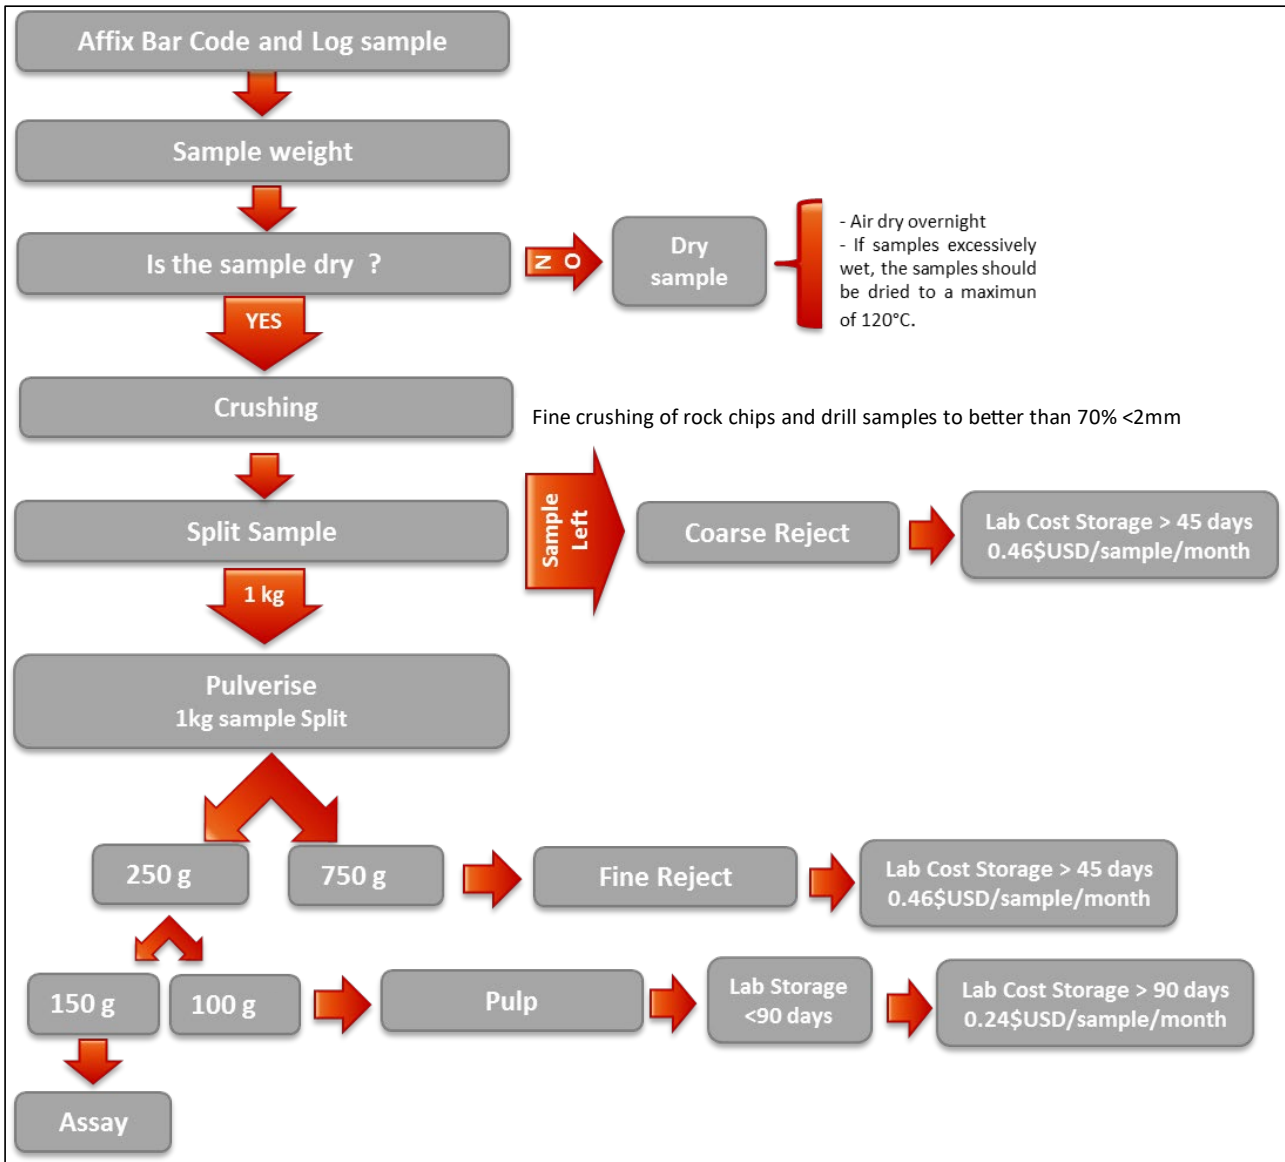 Affix Bar Code and Log sample
Sample weight
Is the sample dry ?
NO
Dry
sample
- Air dry overnight
- If samples excessively
wet, the samples should
be dried to a maximun
of 120°C.
YES
Crushing
Fine crushing of rock chips and drill samples to better than 70% <2mm
Split Sample
Sample
Left
Coarse Reject
Lab Cost Storage > 45 days
0.46$USD/sample/month
1 kg
Pulverise
1kg sample Split
250 g
750 g
Fine Reject
Lab Cost Storage > 45 days
0.46$USD/sample/month
150 g
100 g
Pulp
Lab Storage
<90 days
Lab Cost Storage > 90 days
0.24$USD/sample/month
Assay